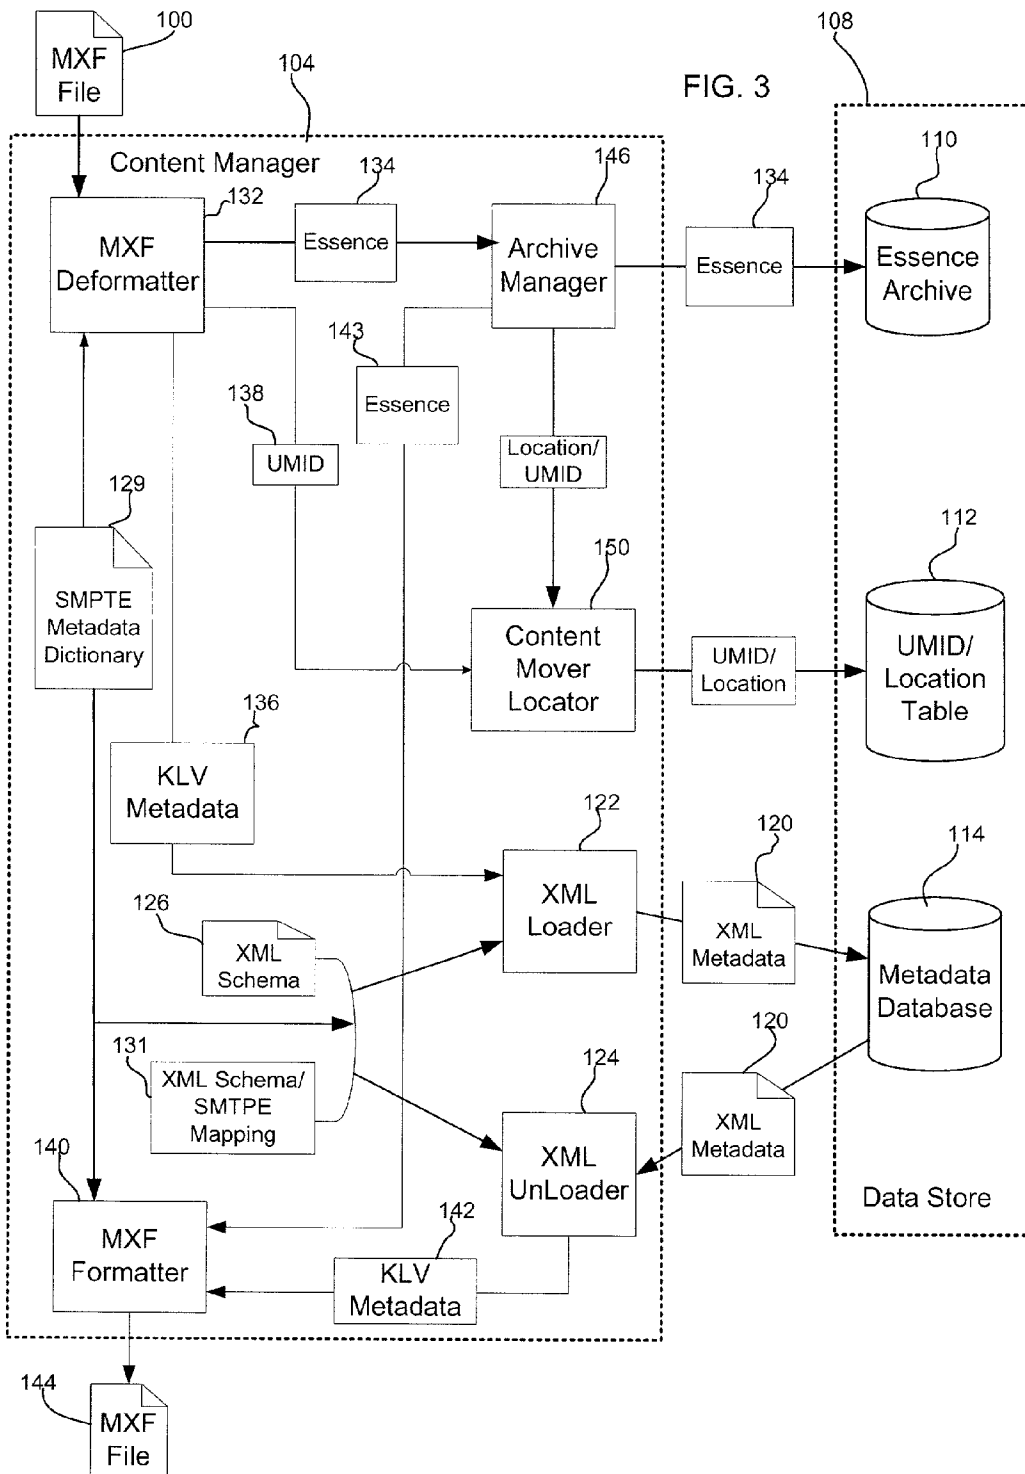 100
MXF
File
108
104
FIG. 3
Content Manager
132
134
146
134
110
MXF
Deformatter
Essence
Archive
Manager
Essence
Essence
Archive
143
Essence
138
UMID
Location/
UMID
129
SMPTE
Metadada
Dictionary
150
112
Content
Mover
Locator
UMID/
Location
UMID/
Location
Table
136
KLV
Metadata
122
120
114
XML
Loader
XML
Metadata
Metadata
Database
126
XML
Schema
131
XML Schema/
SMTPE
Mapping
124
120
XML
UnLoader
XML
Metadata
Data Store
140
MXF
Formatter
142
KLV
Metadata
144
MXF
File